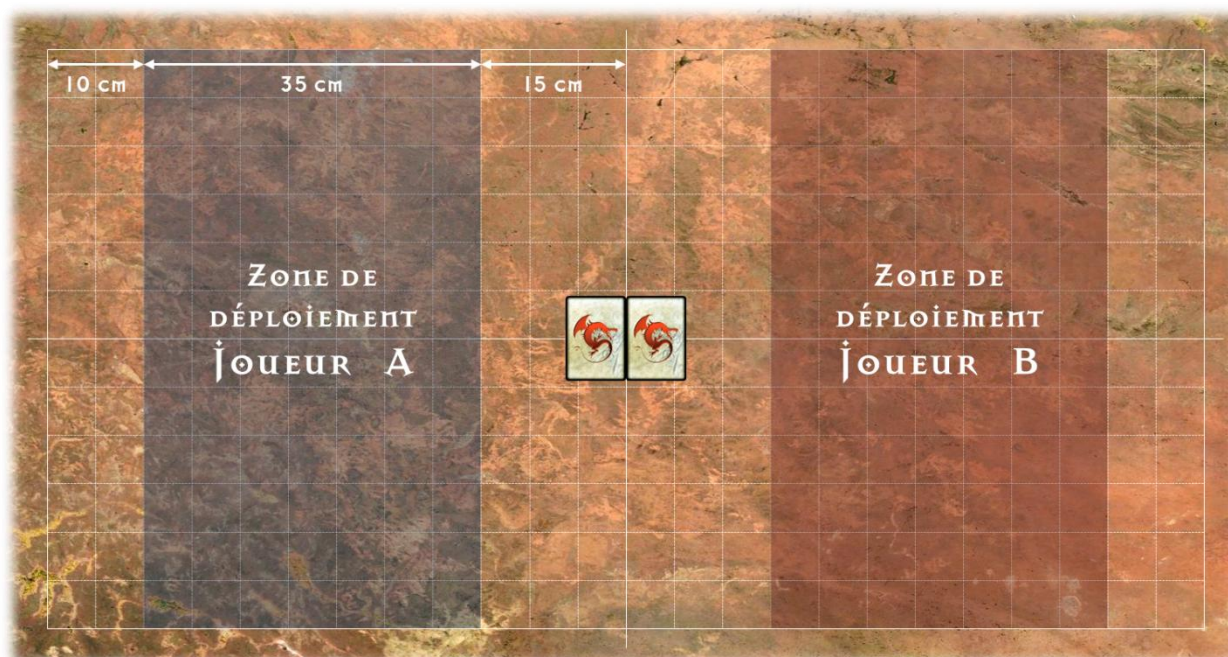 10 cm
35 cm
15 cm
Zone de
déploiement
Joueur A
Zone de
déploiement
Joueur B